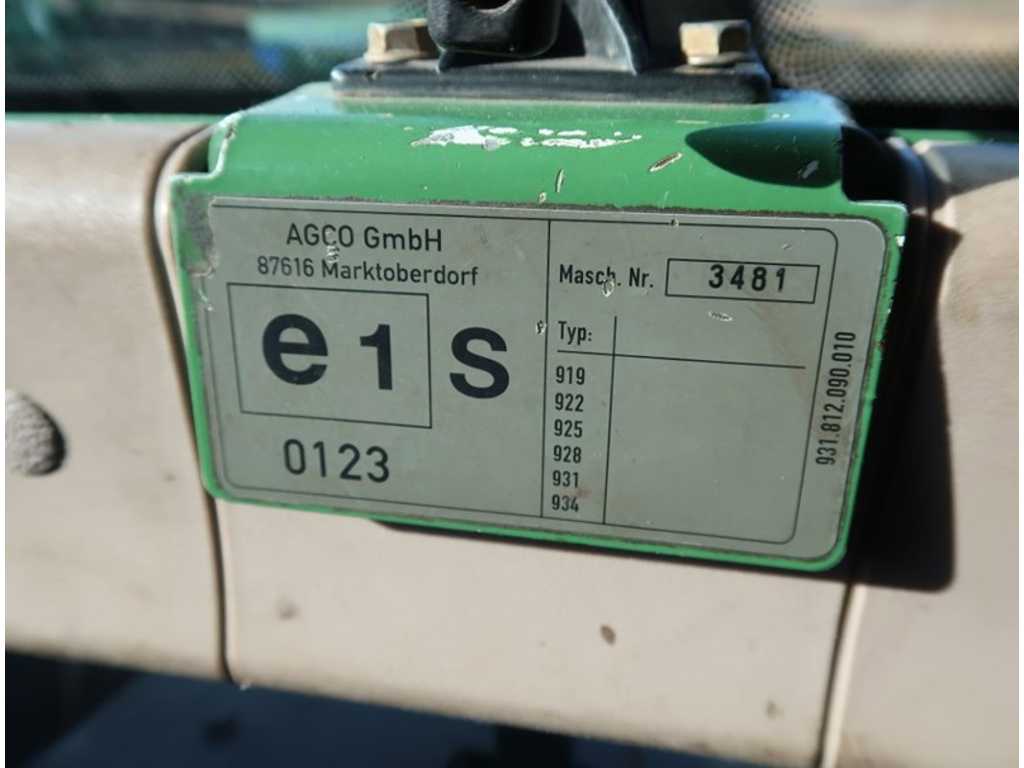 AGCO GmbH
87616 Marktoberdorf
e1 S
0123
Masch. Nr. 3481
Typ:
919
922
925
928
931
934
931.812.090.010